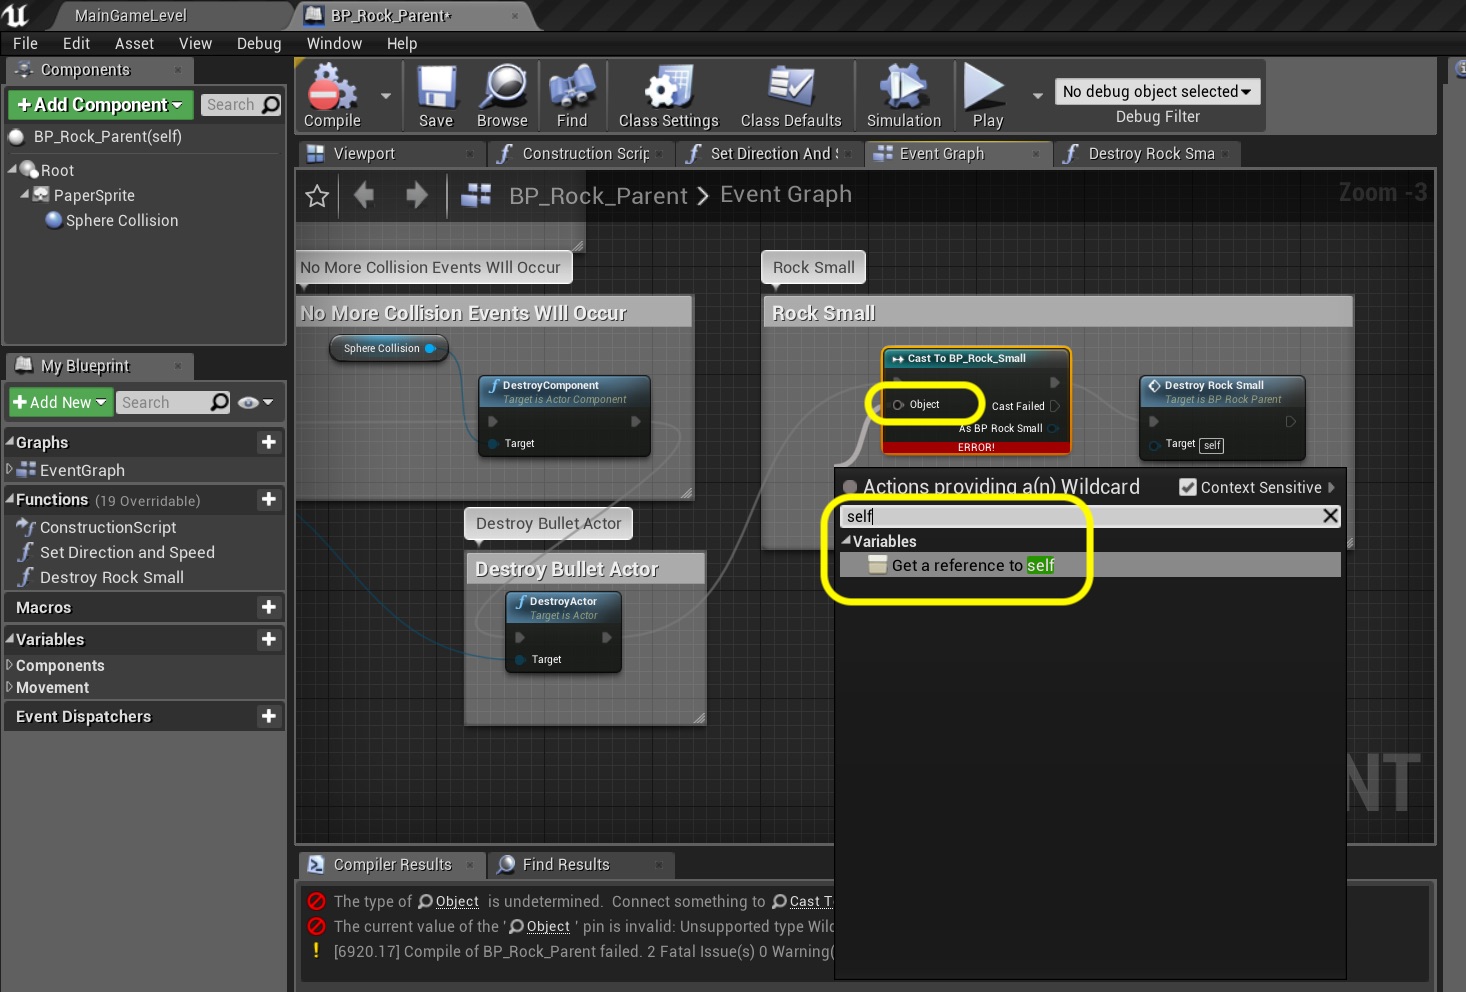 MainGameLevel
BP_Rock_Parent*
File Edit Asset View Debug Window Help
Components
+Add Component
Search
BP_Rock_Parent(self)
Root
PaperSprite
Sphere Collision
My Blueprint
+Add New
Search
Graphs
EventGraph
Functions (19 Overridable)
ConstructionScript
Set Direction and Speed
Destroy Rock Small
Macros
Variables
Components
Movement
Event Dispatchers
Compile
Save
Browse
Find
Class Settings
Class Defaults
Simulation
Play
No debug object selected
Debug Filter
Viewport
Construction Scrip
Set Direction And S
Event Graph
Destroy Rock Sma
BP_Rock_Parent > Event Graph
Zoom -3
No More Collision Events WIll Occur
No More Collision Events WIll Occur
Sphere Collision
DestroyComponent
Target is Actor Component
Target
Destroy Bullet Actor
Destroy Bullet Actor
DestroyActor
Target is Actor
Target
Rock Small
Rock Small
Cast To BP_Rock_Small
Object
Cast Failed
As BP Rock Small
ERROR!
Destroy Rock Small
Target is BP Rock Parent
Target self
Actions providing a(n) Wildcard
Context Sensitive
self
Variables
Get a reference to self
NT
Compiler Results
Find Results
The type of Object is undetermined. Connect something to Cast T
The current value of the ' Object ' pin is invalid: Unsupported type Wild
[6920.17] Compile of BP_Rock_Parent failed. 2 Fatal Issue(s) 0 Warning(